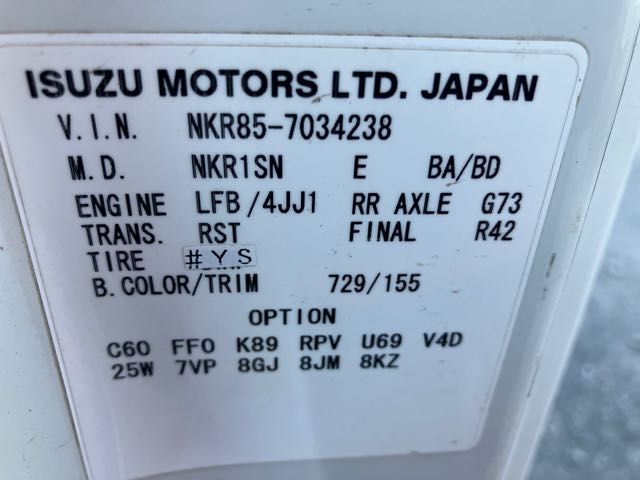 ISUZU MOTORS LTD. JAPAN
V.I.N. NKR85-7034238
M.D. NKR1SN E BA/BD
ENGINE LFB/4JJ1 RR AXLE G73
TRANS. RST FINAL R42
TIRE #YS
B.COLOR/TRIM 729/155
OPTION
C60 FF0 K89 RPV U69 V4D
25W 7VP 8GJ 8JM 8KZ